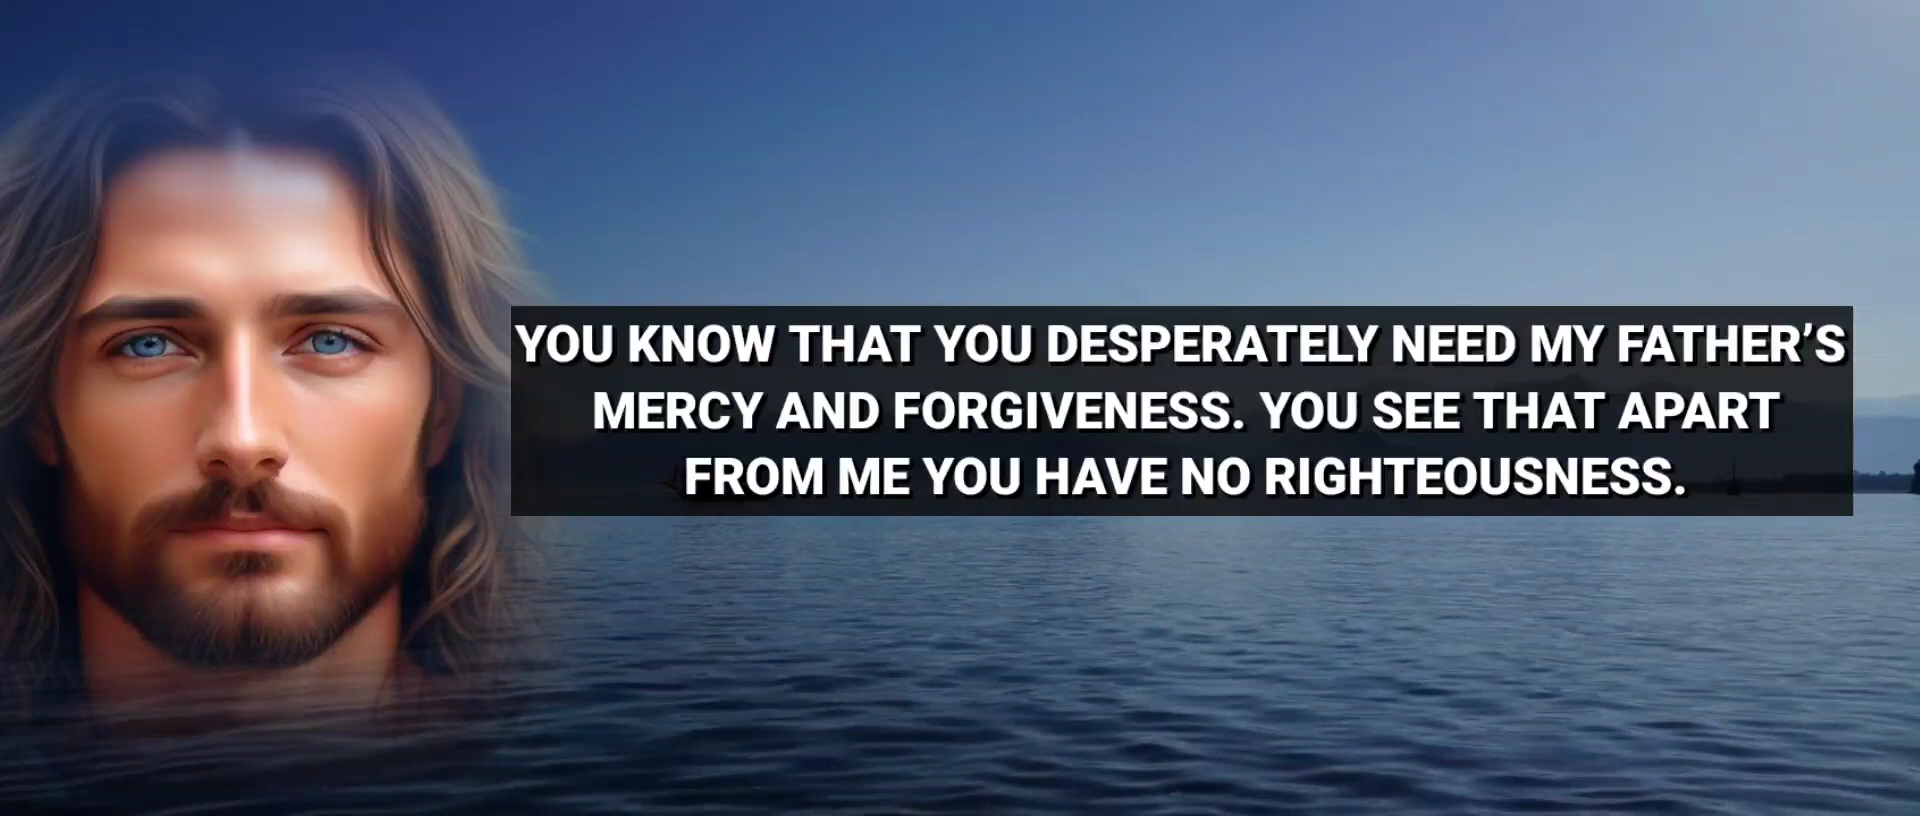 YOU KNOW THAT YOU DESPERATELY NEED MY FATHER’S
MERCY AND FORGIVENESS. YOU SEE THAT APART
FROM ME YOU HAVE NO RIGHTEOUSNESS.